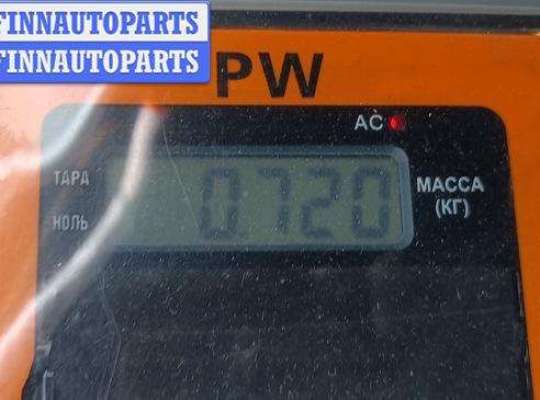 FINNAUTOPARTS
FINNAUTOPARTS
PW
AC
ТАРА
0.720
МАССА
(КГ)
НОЛЬ